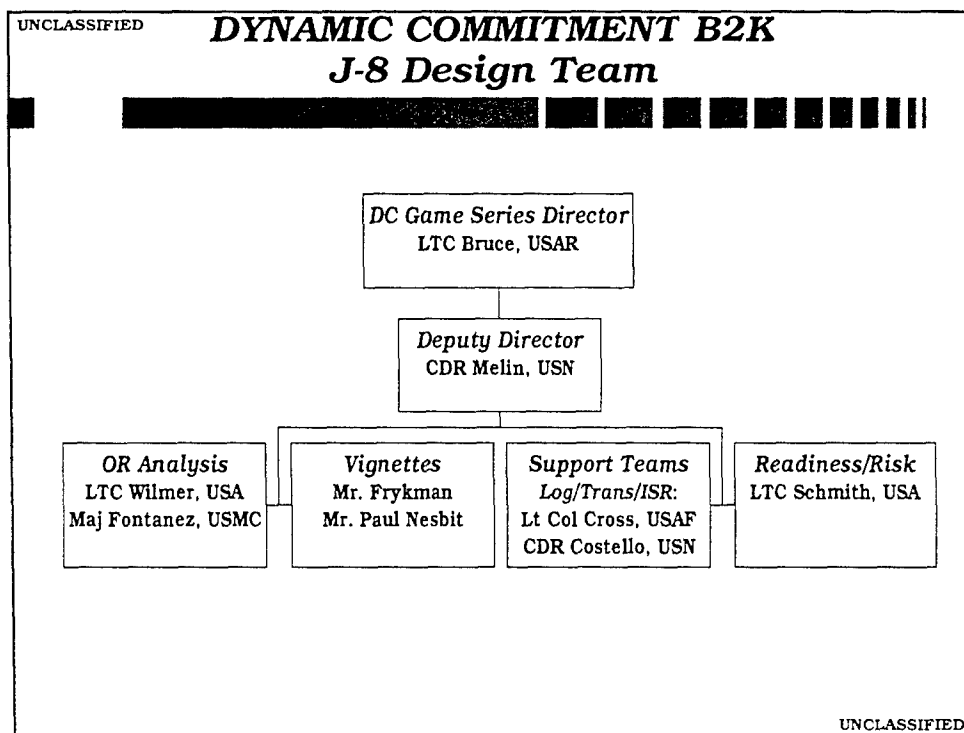 UNCLASSIFIED
DYNAMIC COMMITMENT B2K
J-8 Design Team
DC Game Series Director
LTC Bruce, USAR
Deputy Director
CDR Melin, USN
OR Analysis
LTC Wilmer, USA
Maj Fontanez, USMC
Vignettes
Mr. Frykman
Mr. Paul Nesbit
Support Teams
Log/Trans/ISR:
Lt Col Cross, USAF
CDR Costello, USN
Readiness/Risk
LTC Schmith, USA
UNCLASSIFIED